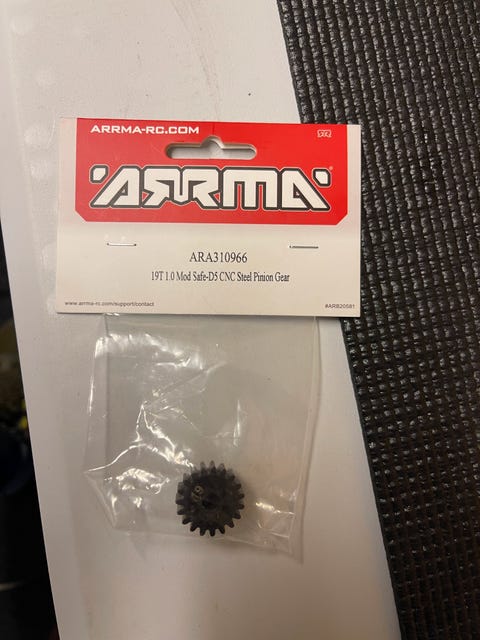 ARRMA-RC.COM
ARRMA
ARA310966
19T 1.0 Mod Safe-D5 CNC Steel Pinion Gear
www.arrma-rc.com/support/contact
#ARB20581